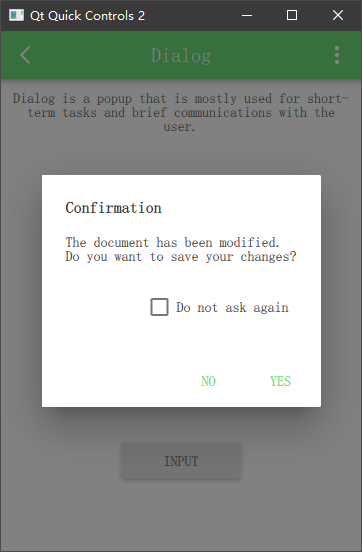 Qt Quick Controls 2
Dialog
Dialog is a popup that is mostly used for short-
term tasks and brief communications with the
user.
Confirmation
The document has been modified.
Do you want to save your changes?
Do not ask again
NO YES
INPUT